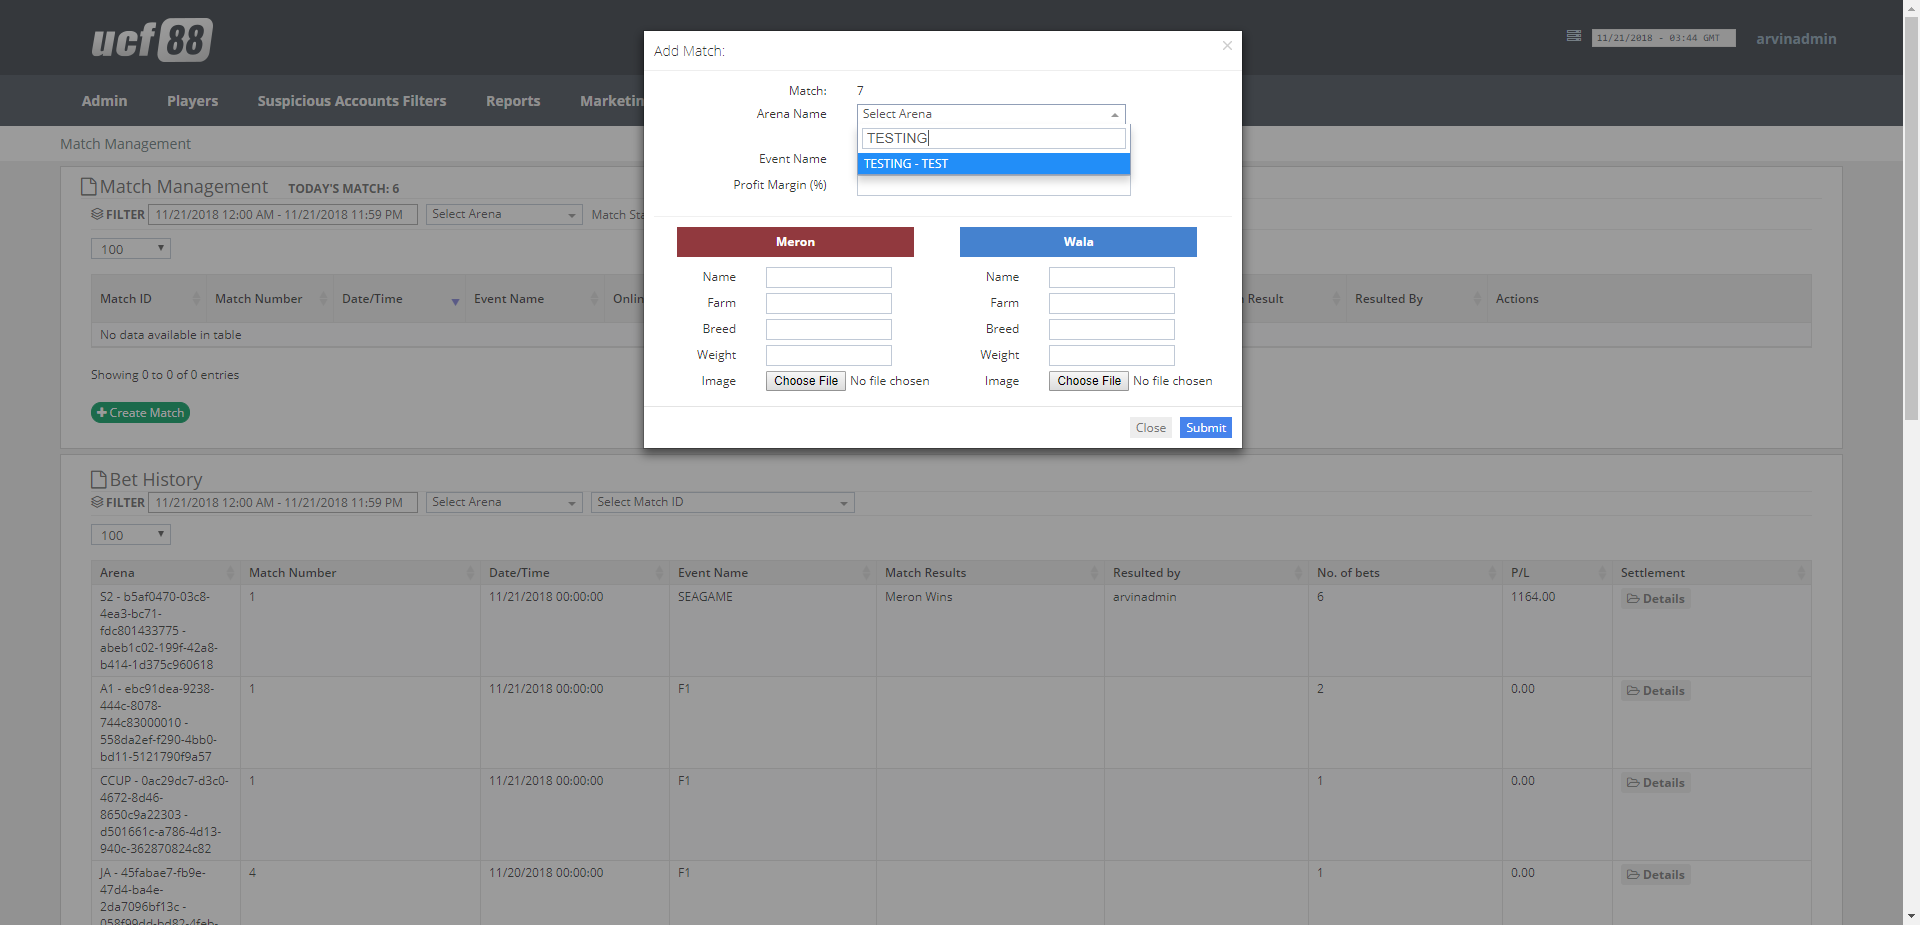 ucf 88
11/21/2018 - 03:44 GMT
arvinadmin
Admin
Players
Suspicious Accounts Filters
Reports
Match Management
Match Management
TODAY'S MATCH: 6
FILTER
11/21/2018 12:00 AM - 11/21/2018 11:59 PM
Select Arena
100
Match ID
Match Number
Date/Time
Event Name
Result
Resulted By
Actions
No data available in table
Showing 0 to 0 of 0 entries
Create Match
Add Match:
×
Match:
7
Arena Name
Select Arena
TESTING
TESTING - TEST
Event Name
Profit Margin (%)
Meron
Wala
Name
Name
Farm
Farm
Breed
Breed
Weight
Weight
Image
Choose File
No file chosen
Image
Choose File
No file chosen
Close
Submit
Bet History
FILTER
11/21/2018 12:00 AM - 11/21/2018 11:59 PM
Select Arena
Select Match ID
100
Arena
Match Number
Date/Time
Event Name
Match Results
Resulted by
No. of bets
P/L
Settlement
S2 - b5af0470-03c8-
4ea3-bc71-
fdc801433775 -
abeb1c02-199f-42a8-
b414-1d375c960618
1
11/21/2018 00:00:00
SEAGAME
Meron Wins
arvinadmin
6
1164.00
Details
A1 - ebc91dea-9238-
444c-8078-
744c83000010 -
558da2ef-f290-4bb0-
bd11-5121790f9a57
1
11/21/2018 00:00:00
F1
2
0.00
Details
CCUP - 0ac29dc7-d3c0-
4672-8d46-
8650c9a22303 -
d501661c-a786-4d13-
940c-362870824c82
1
11/21/2018 00:00:00
F1
1
0.00
Details
JA - 45fabae7-fb9e-
47d4-ba4e-
2da7096bf13c -
4
11/20/2018 00:00:00
F1
1
0.00
Details